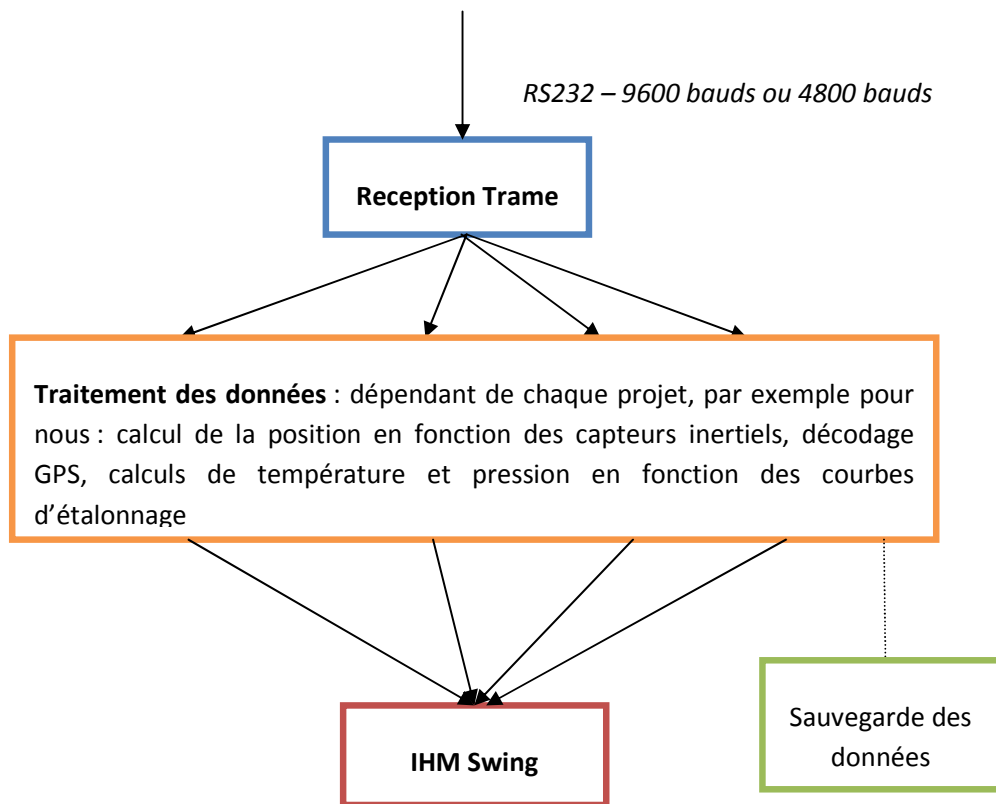 RS232 – 9600 bauds ou 4800 bauds
Reception Trame
Traitement des données : dépendant de chaque projet, par exemple pour
nous : calcul de la position en fonction des capteurs inertiels, décodage
GPS, calculs de température et pression en fonction des courbes
d’étalonnage
Sauvegarde des
données
IHM Swing